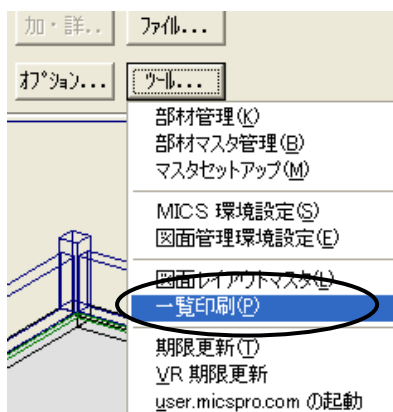 加・詳..
ﾌｧｲﾙ...
ｵﾌﾟｼｮﾝ...
ﾂｰﾙ...
部材管理(K)
部材マスタ管理(B)
マスタセットアップ(M)
MICS 環境設定(S)
図面管理環境設定(E)
図面レイアウトマスタ(L)
一覧印刷(P)
期限更新(T)
VR 期限更新
user.micspro.com の起動